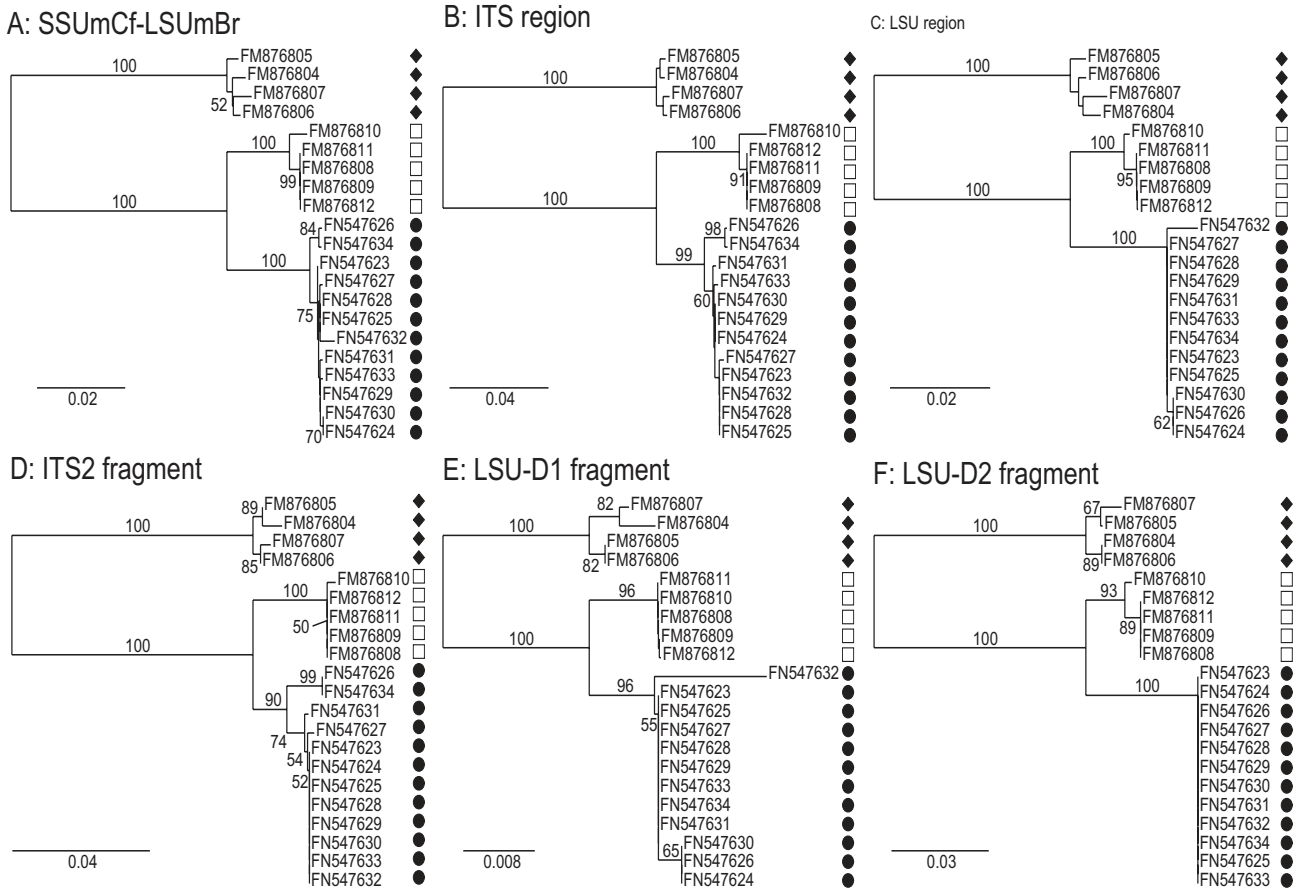 A: SSUmCf-LSUmBr
100
FM876805
FM876804
FM876807
52
FM876806
100
FM876810
FM876811
FM876808
99
FM876809
FM876812
100
84
FN547626
FN547634
100
FN547623
FN547627
FN547628
75
FN547625
FN547632
FN547631
FN547633
FN547629
FN547630
70
FN547624
0.02
B: ITS region
100
FM876805
FM876804
FM876807
FM876806
100
FM876810
FM876812
FM876811
91
FM876809
FM876808
100
98
FN547626
FN547634
99
FN547631
FN547633
60
FN547630
FN547629
FN547624
FN547627
FN547623
FN547632
FN547628
FN547625
0.04
C: LSU region
100
FM876805
FM876806
FM876807
FM876804
100
FM876810
FM876811
FM876808
95
FM876809
FM876812
100
FN547632
100
FN547627
FN547628
FN547629
FN547631
FN547633
FN547634
FN547623
FN547625
FN547630
FN547626
62
FN547624
0.02
D: ITS2 fragment
100
89
FM876805
FM876804
FM876807
85
FM876806
100
FM876810
FM876812
FM876811
50
FM876809
FM876808
100
99
FN547626
FN547634
90
FN547631
FN547627
74
FN547623
54
FN547624
52
FN547625
FN547628
FN547629
FN547630
FN547633
FN547632
0.04
E: LSU-D1 fragment
100
82
FM876807
FM876804
FM876805
82
FM876806
96
FM876811
FM876810
FM876808
FM876809
FM876812
100
FN547632
96
FN547623
FN547625
55
FN547627
FN547628
FN547629
FN547633
FN547634
FN547631
FN547630
65
FN547626
FN547624
0.008
F: LSU-D2 fragment
100
67
FM876807
FM876805
FM876804
89
FM876806
93
FM876810
FM876812
FM876811
89
FM876809
FM876808
100
FN547623
100
FN547624
FN547626
FN547627
FN547628
FN547629
FN547630
FN547631
FN547632
FN547634
FN547625
FN547633
0.03